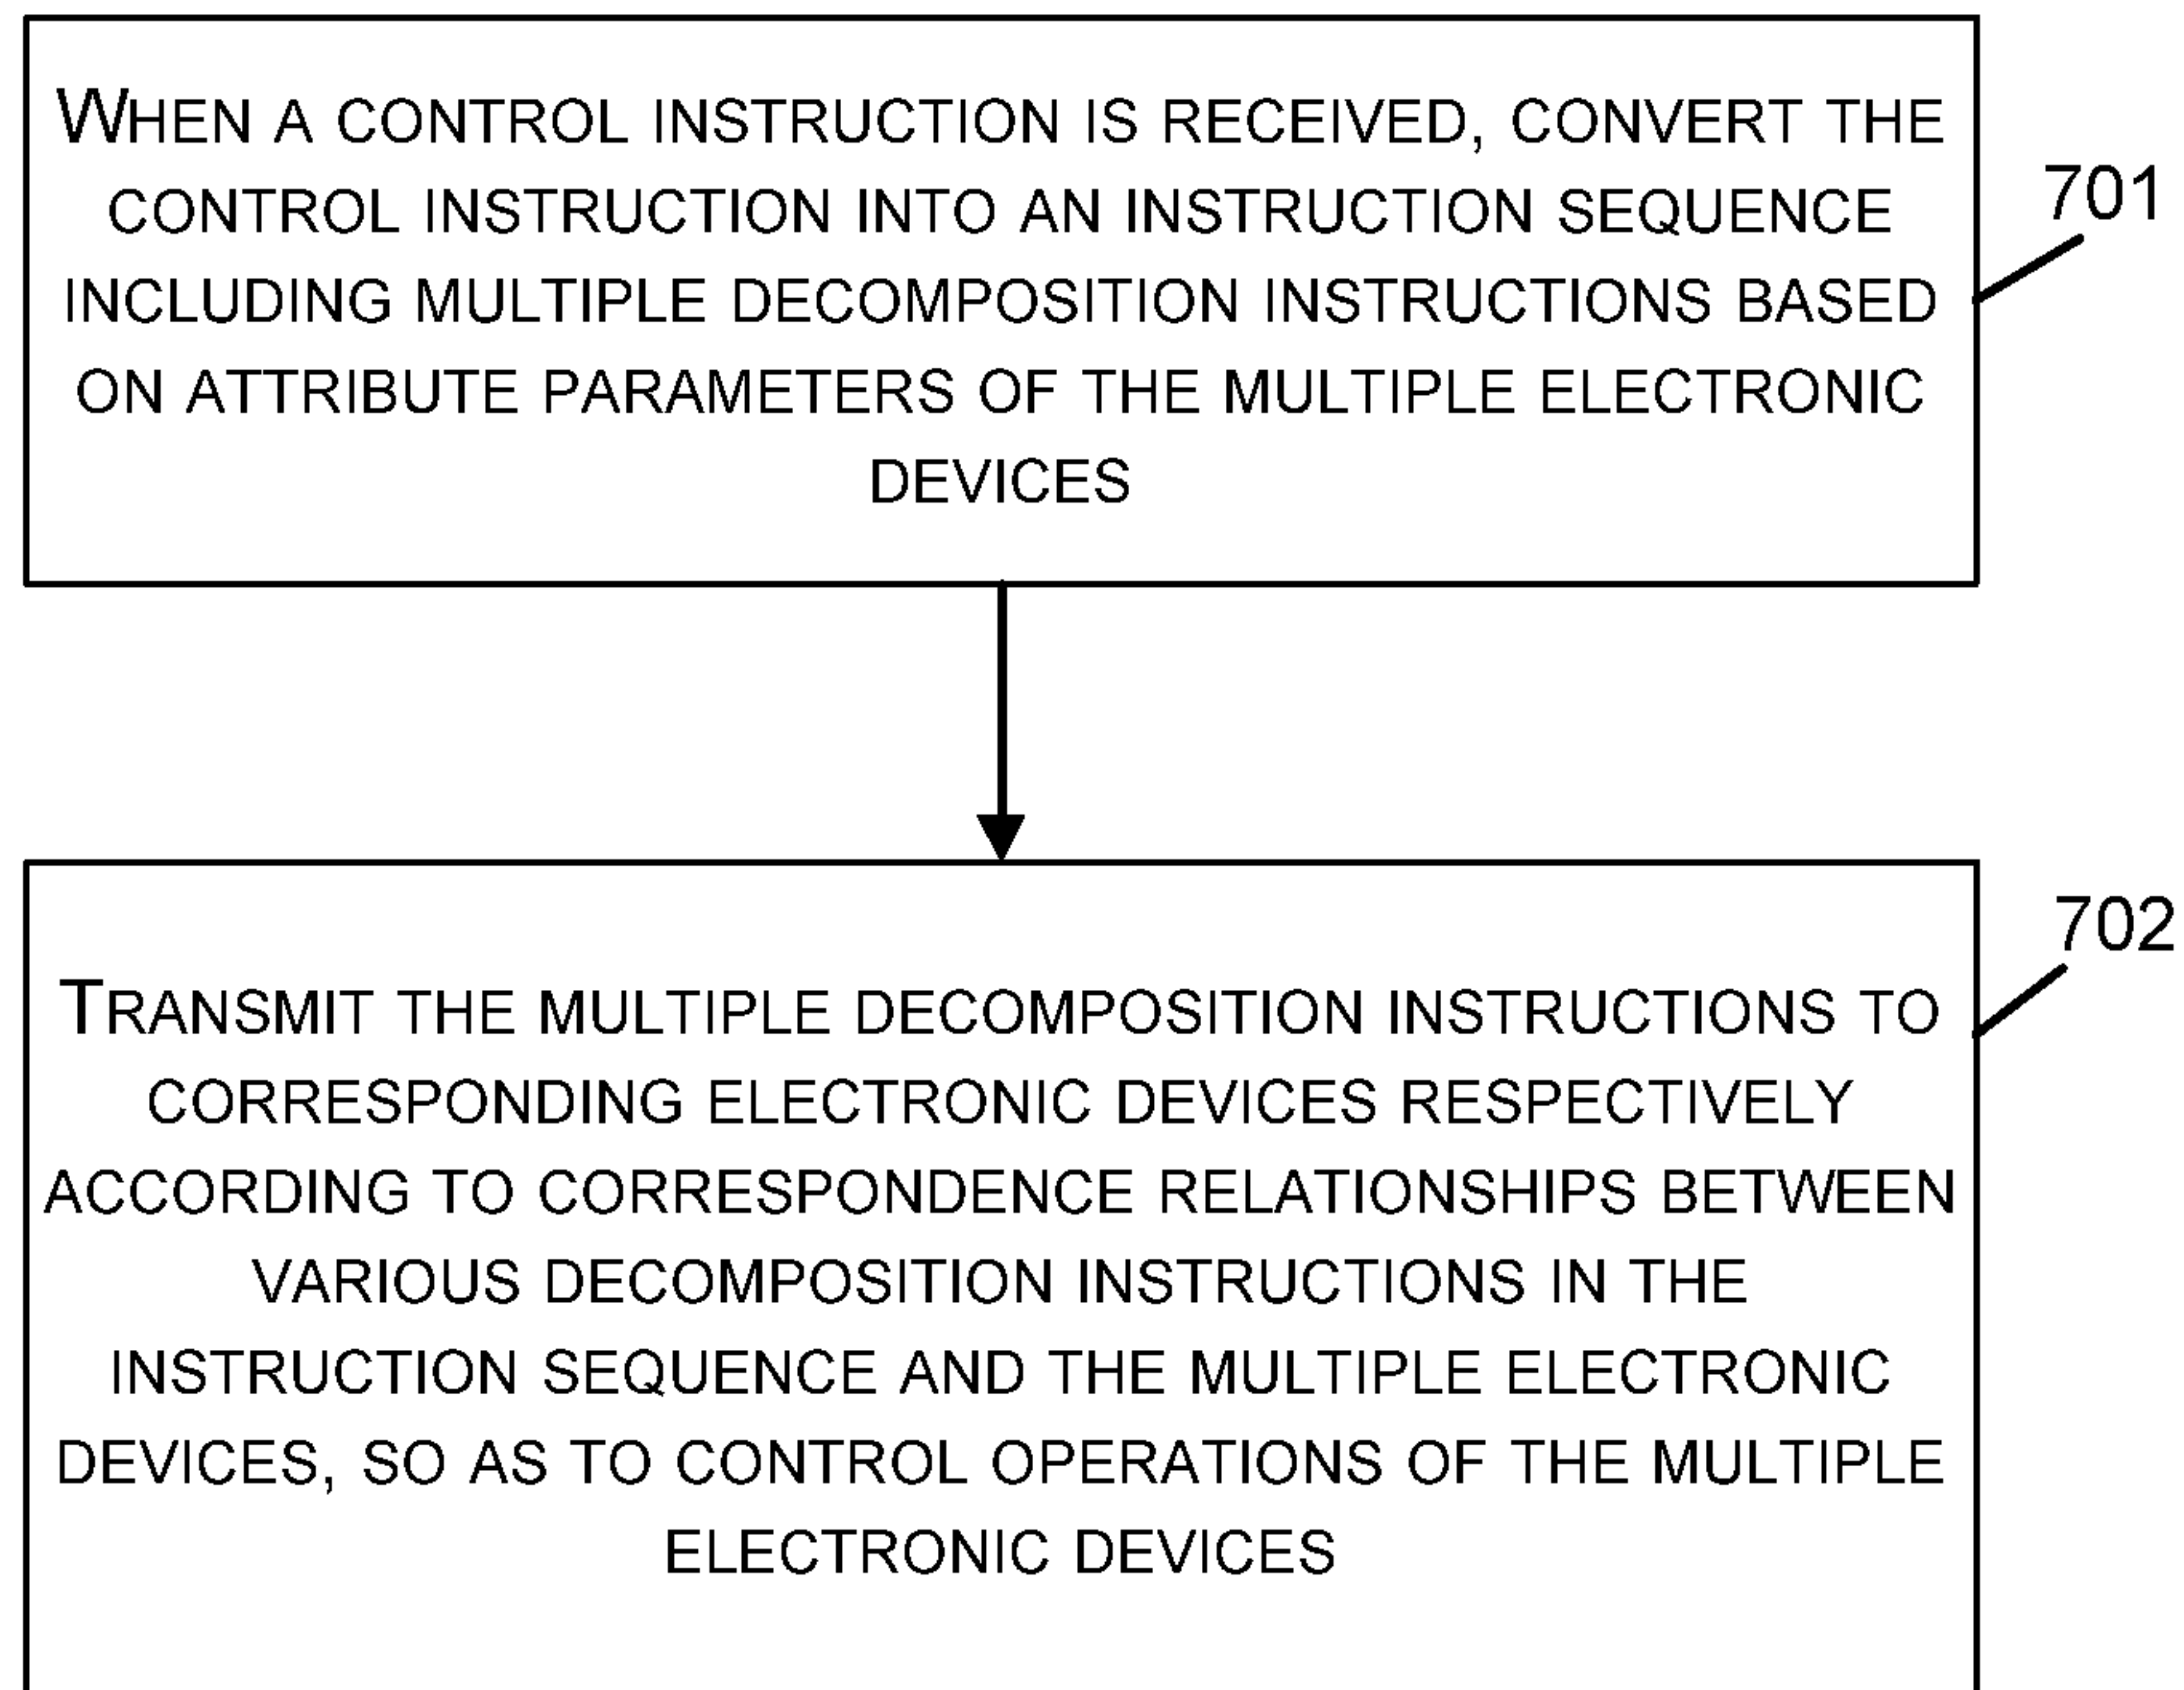 WHEN A CONTROL INSTRUCTION IS RECEIVED, CONVERT THE
CONTROL INSTRUCTION INTO AN INSTRUCTION SEQUENCE
INCLUDING MULTIPLE DECOMPOSITION INSTRUCTIONS BASED
ON ATTRIBUTE PARAMETERS OF THE MULTIPLE ELECTRONIC
DEVICES
701
TRANSMIT THE MULTIPLE DECOMPOSITION INSTRUCTIONS TO
CORRESPONDING ELECTRONIC DEVICES RESPECTIVELY
ACCORDING TO CORRESPONDENCE RELATIONSHIPS BETWEEN
VARIOUS DECOMPOSITION INSTRUCTIONS IN THE
INSTRUCTION SEQUENCE AND THE MULTIPLE ELECTRONIC
DEVICES, SO AS TO CONTROL OPERATIONS OF THE MULTIPLE
ELECTRONIC DEVICES
702